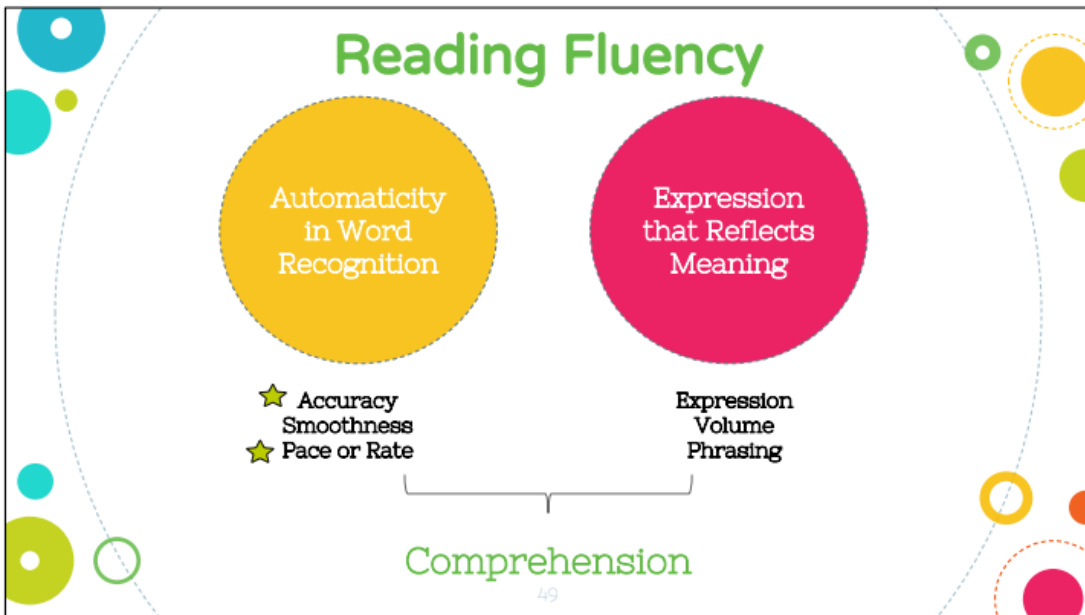 Reading Fluency
Automaticity
in Word
Recognition
Expression
that Reflects
Meaning
Accuracy
Smoothness
Pace or Rate
Expression
Volume
Phrasing
Comprehension
49